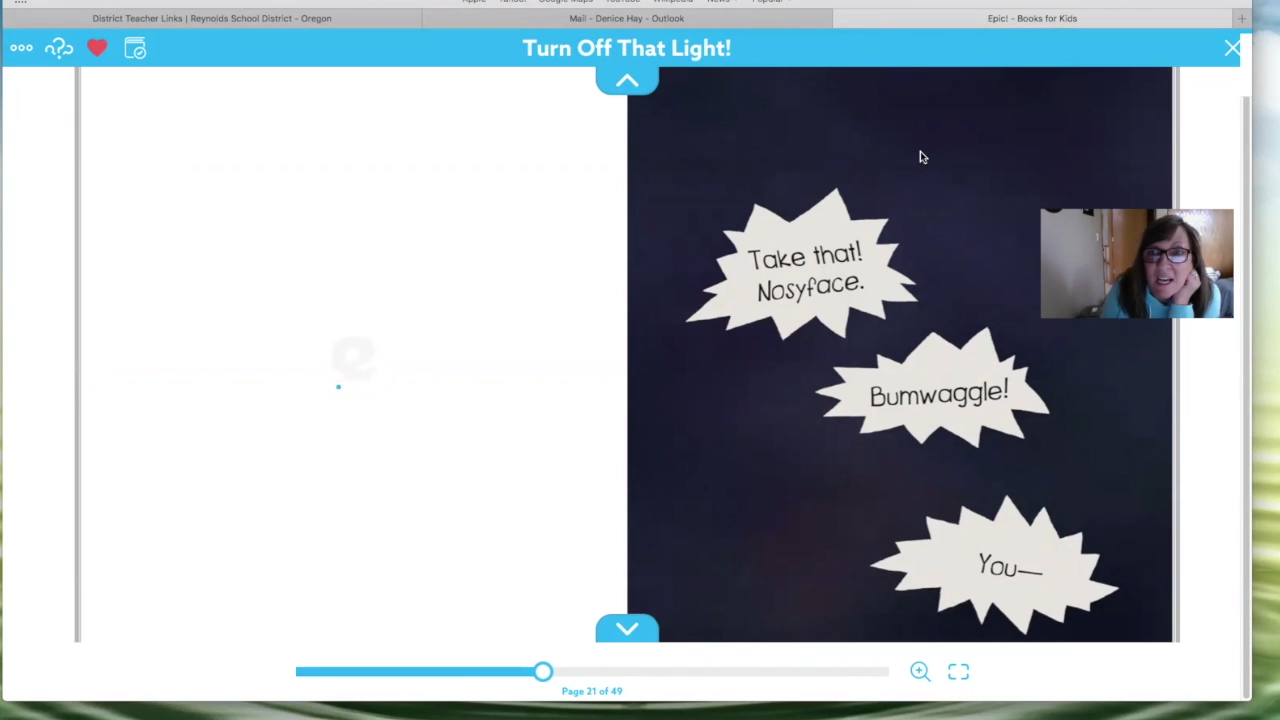 District Teacher Links | Reynolds School District - Oregon
Mail - Denice Hay - Outlook
Epic! - Books for Kids
Turn Off That Light!
Take that!
Nosyface.
Bumwaggle!
You—
e
Page 21 of 49